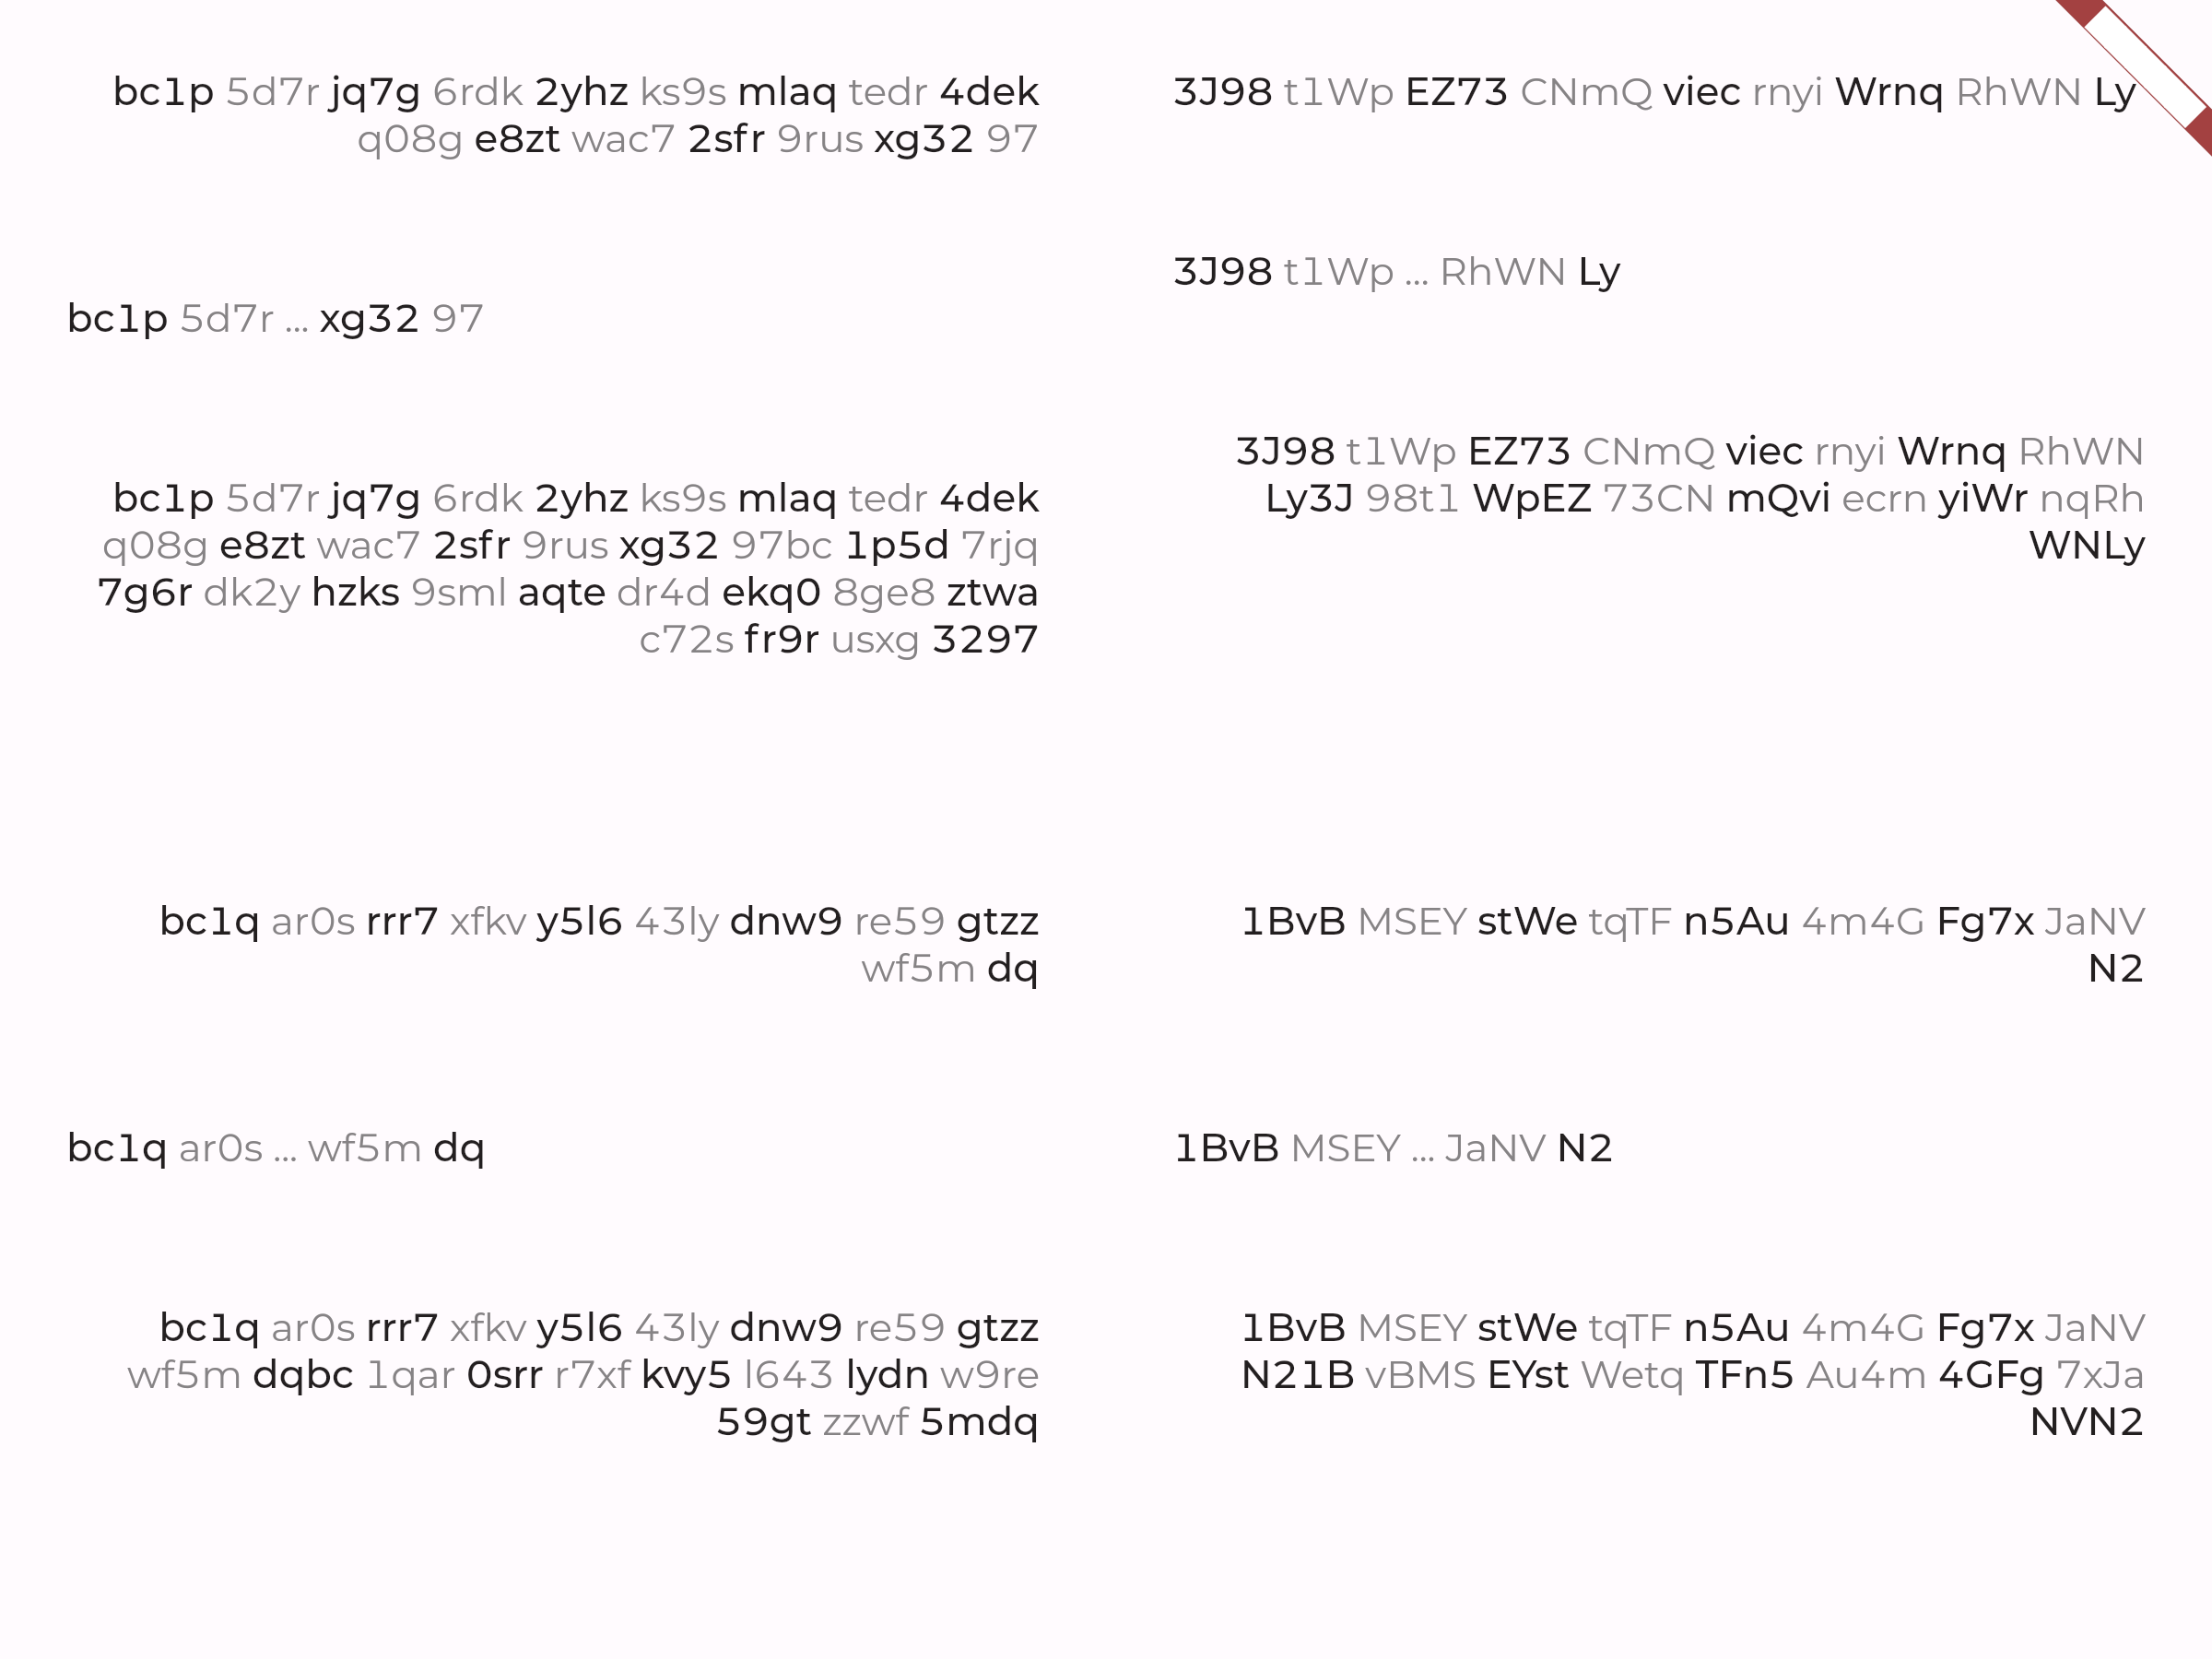 bc1p 5d7r jq7g 6rdk 2yhz ks9s mlaq tedr 4dek
q08g e8zt wac7 2sfr 9rus xg32 97
bc1p 5d7r ... xg32 97
bc1p 5d7r jq7g 6rdk 2yhz ks9s mlaq tedr 4dek
q08g e8zt wac7 2sfr 9rus xg32 97bc 1p5d 7rjq
7g6r dk2y hzks 9sml aqte dr4d ekq0 8ge8 ztwa
c72s fr9r usxg 3297
bc1q ar0s rrr7 xfkv y5l6 43ly dnw9 re59 gtzz
wf5m dq
bc1q ar0s ... wf5m dq
bc1q ar0s rrr7 xfkv y5l6 43ly dnw9 re59 gtzz
wf5m dqbc 1qar 0srr r7xf kvy5 l643 lydn w9re
59gt zzwf 5mdq
3J98 t1Wp EZ73 CNmQ viec rnyi Wrnq RhWN Ly
3J98 t1Wp ... RhWN Ly
3J98 t1Wp EZ73 CNmQ viec rnyi Wrnq RhWN
Ly3J 98t1 WpEZ 73CN mQvi ecrn yiWr nqRh
WNLy
1BvB MSEY stWe tqTF n5Au 4m4G Fg7x JaNV
N2
1BvB MSEY ... JaNV N2
1BvB MSEY stWe tqTF n5Au 4m4G Fg7x JaNV
N21B vBMS EYst Wetq TFn5 Au4m 4GFg 7xJa
NVN2